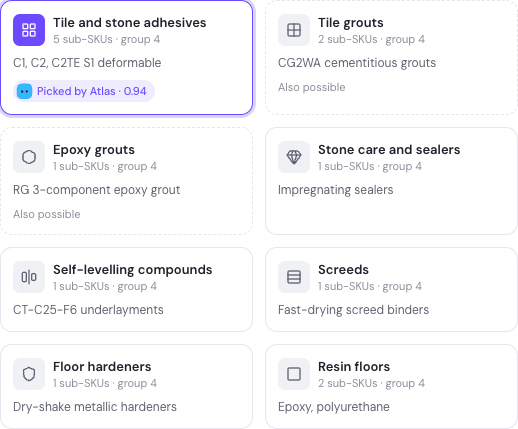 Tile and stone adhesives
5 sub-SKUs · group 4
C1, C2, C2TE S1 deformable
Picked by Atlas · 0.94
Tile grouts
2 sub-SKUs · group 4
CG2WA cementitious grouts
Also possible
Epoxy grouts
1 sub-SKUs · group 4
RG 3-component epoxy grout
Also possible
Stone care and sealers
1 sub-SKUs · group 4
Impregnating sealers
Self-levelling compounds
1 sub-SKUs · group 4
CT-C25-F6 underlayments
Screeds
1 sub-SKUs · group 4
Fast-drying screed binders
Floor hardeners
1 sub-SKUs · group 4
Dry-shake metallic hardeners
Resin floors
2 sub-SKUs · group 4
Epoxy, polyurethane